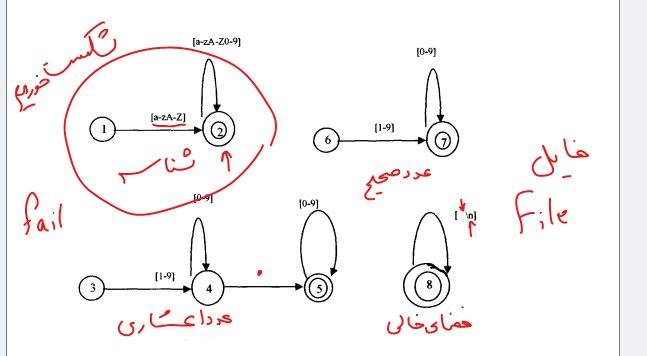 شکست خوردیم
[a-zA-Z0-9]
[0-9]
1
[a-zA-Z]
2
6
[1-9]
7
شناسه
عدد صحیح
فایل
fail
File
[0-9]
[0-9]
[ \n]
3
[1-9]
4
.
5
8
عدد اعشاری
فضای خالی